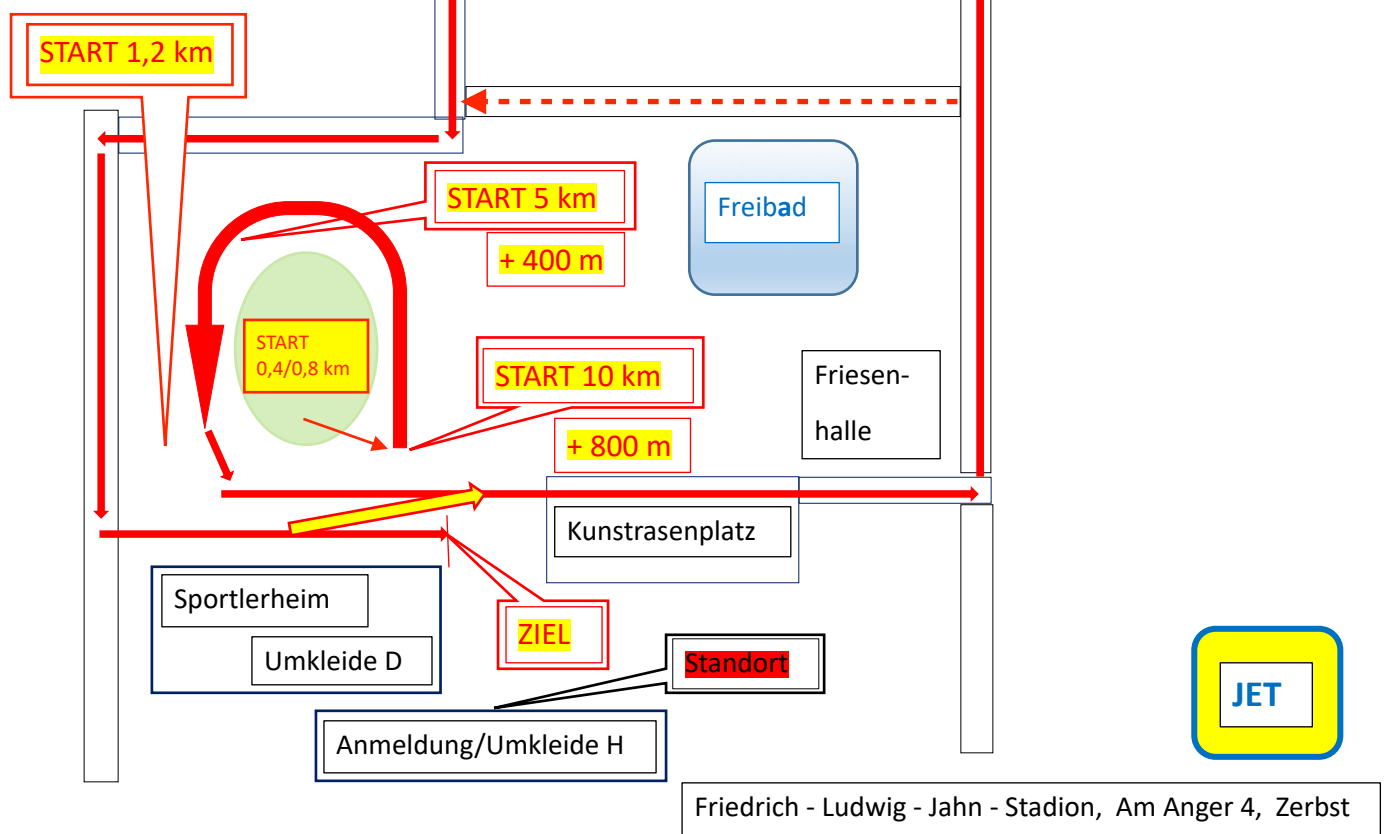 START 1,2 km
START 5 km
+ 400 m
Freibad
START
0,4/0,8 km
START 10 km
+ 800 m
Friesen-
halle
Kunstrasenplatz
Sportlerheim
Umkleide D
ZIEL
Standort
Anmeldung/Umkleide H
JET
Friedrich - Ludwig - Jahn - Stadion, Am Anger 4, Zerbst